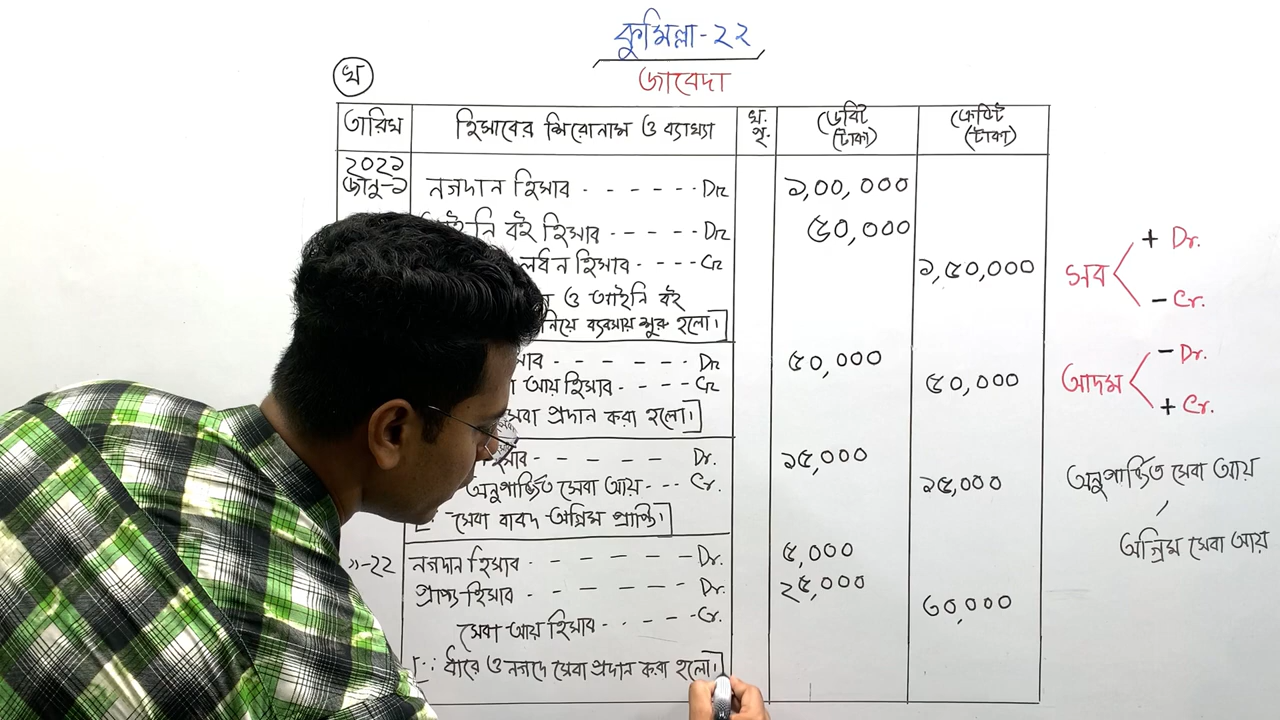 কুমিল্লা-২২
খ
জাবেদা
তারিখ হিসাবের শিরোনাম ও ব্যাখ্যা খ. পৃ. ডেবিট (টাকা) ক্রেডিট (টাকা)
২০২১
জানু-১ নগদান হিসাব - - - - - - - Dr ১,০০,০০০
বই হিসাব - - - - - Dr ৫০,০০০
হিসাব - - - - Cr ১,৫০,০০০
ও আইনি বই
নিয়ে ব্যবসায় শুরু হলো।]
- - - - - - - Dr ৫০,০০০
আয় হিসাব - - - - Cr ৫০,০০০
প্রদান করা হলো।]
- - - - - Dr. ১৫,০০০
অনুপার্জিত সেবা আয় - - - Cr. ১৫,০০০
[∵ সেবা বাবদ অগ্রিম প্রাপ্তি।]
"-২২ নগদান হিসাব - - - - - - Dr. ৫,০০০
প্রাপ্য হিসাব - - - - - - Dr. ২৫,০০০
সেবা আয় হিসাব - - - - - Cr. ৩০,০০০
[∵ ধারে ও নগদে সেবা প্রদান করা হলো।]
সব
+ Dr.
- Cr.
আদম
- Dr.
+ Cr.
অনুপার্জিত সেবা আয়
/
অগ্রিম সেবা আয়